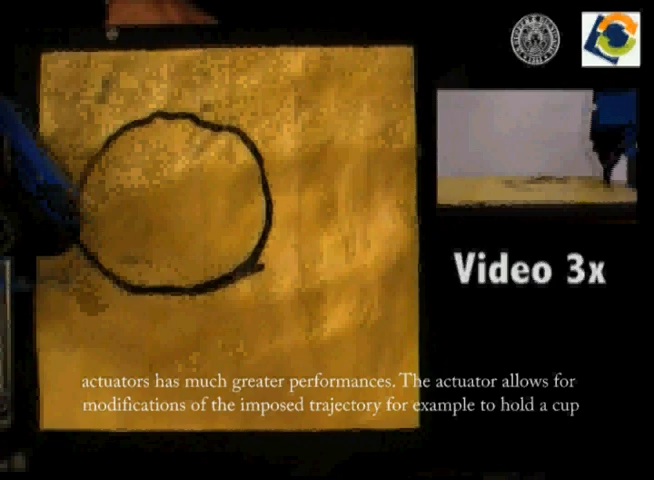 Video 3x
actuators has much greater performances. The actuator allows for
modifications of the imposed trajectory for example to hold a cup